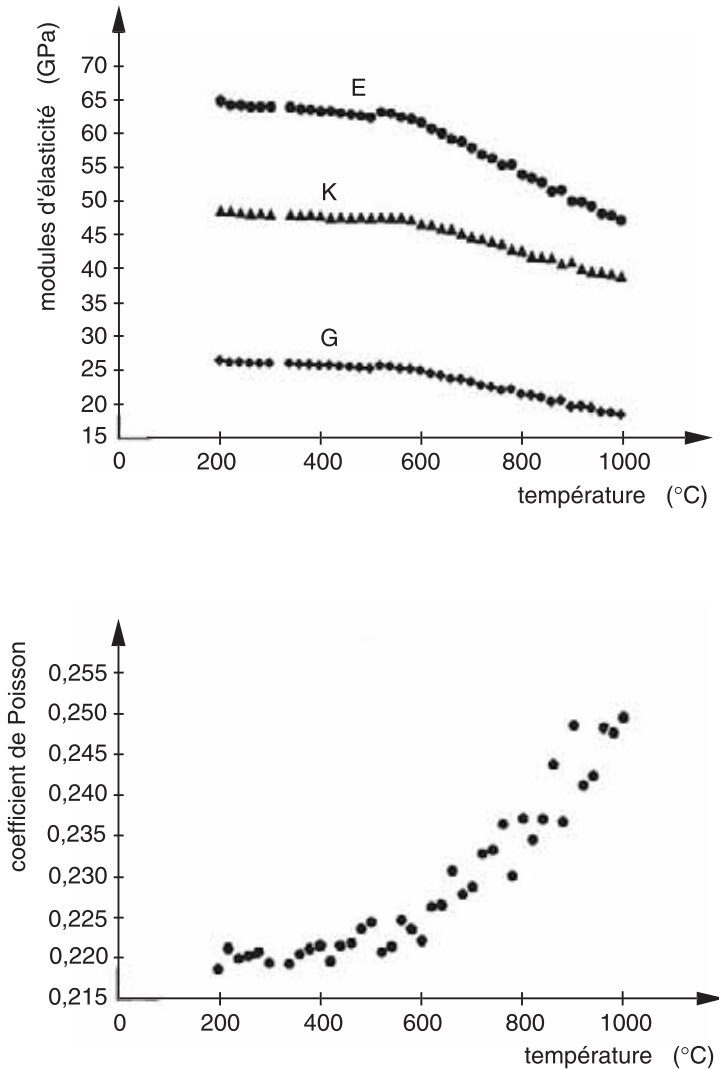 modules d'élasticité (GPa)
70
65
60
55
50
45
40
35
30
25
20
15
E
K
G
0 200 400 600 800 1000
température (°C)
coefficient de Poisson
0,255
0,250
0,245
0,240
0,235
0,230
0,225
0,220
0,215
0 200 400 600 800 1000
température (°C)